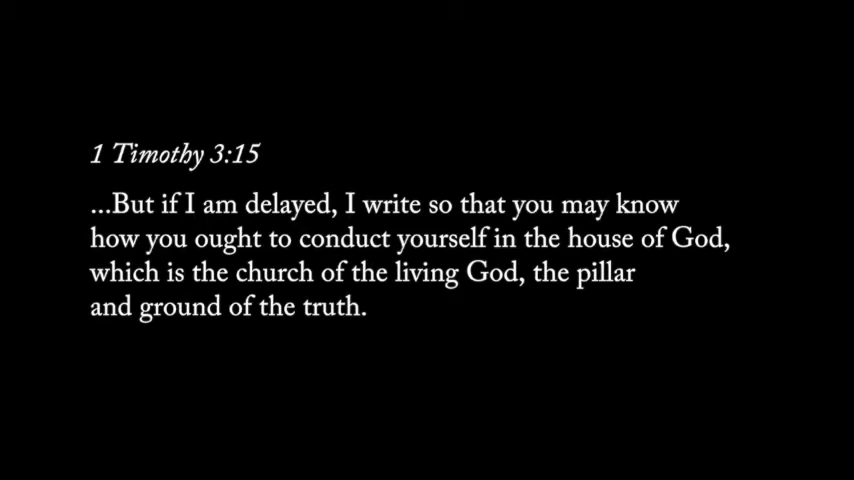 1 Timothy 3:15
...But if I am delayed, I write so that you may know
how you ought to conduct yourself in the house of God,
which is the church of the living God, the pillar
and ground of the truth.